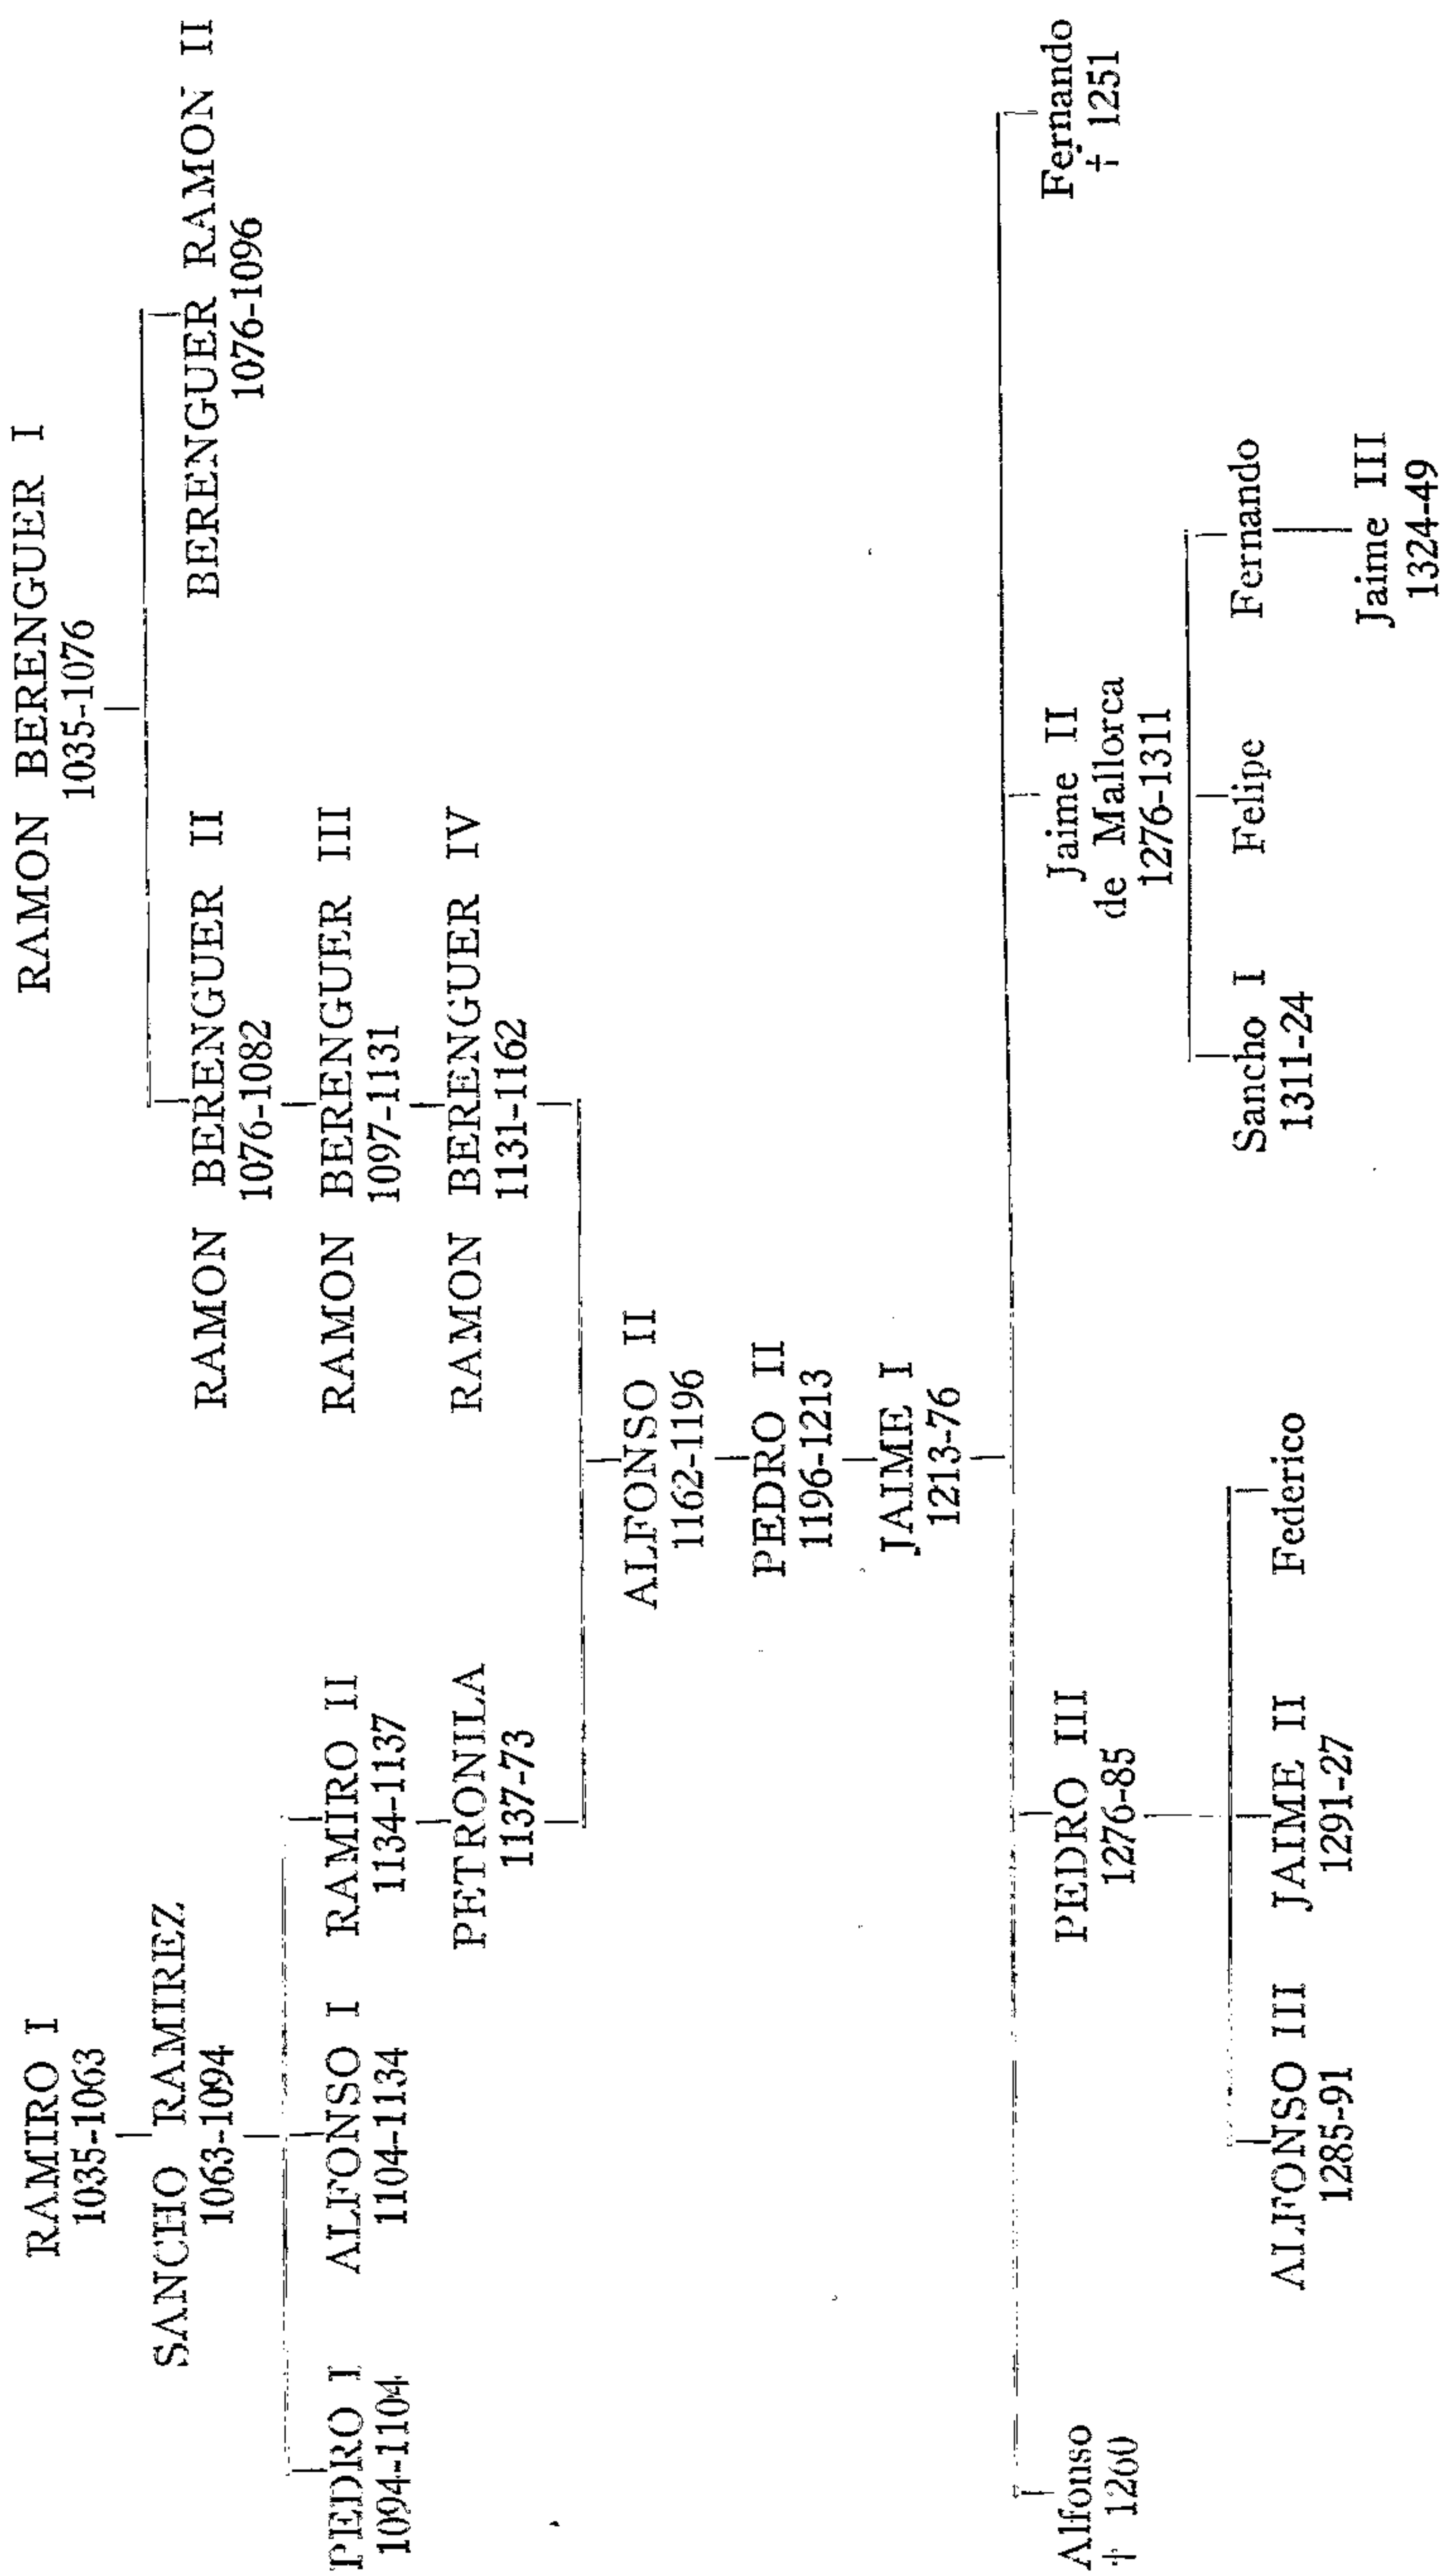 RAMIRO I
1035-1063
RAMON BERENGUER I
1035-1076
SANCHO RAMIREZ
1063-1094
RAMON BERENGUER II
1076-1082
BERENGUER RAMON II
1076-1096
PEDRO I
1094-1104
ALFONSO I
1104-1134
RAMIRO II
1134-1137
RAMON BERENGUER III
1097-1131
PETRONILA
1137-73
RAMON BERENGUER IV
1131-1162
ALFONSO II
1162-1196
PEDRO II
1196-1213
JAIME I
1213-76
Alfonso
† 1260
PEDRO III
1276-85
Jaime II
de Mallorca
1276-1311
Fernando
† 1251
ALFONSO III
1285-91
JAIME II
1291-27
Federico
Sancho I
1311-24
Felipe
Fernando
Jaime III
1324-49